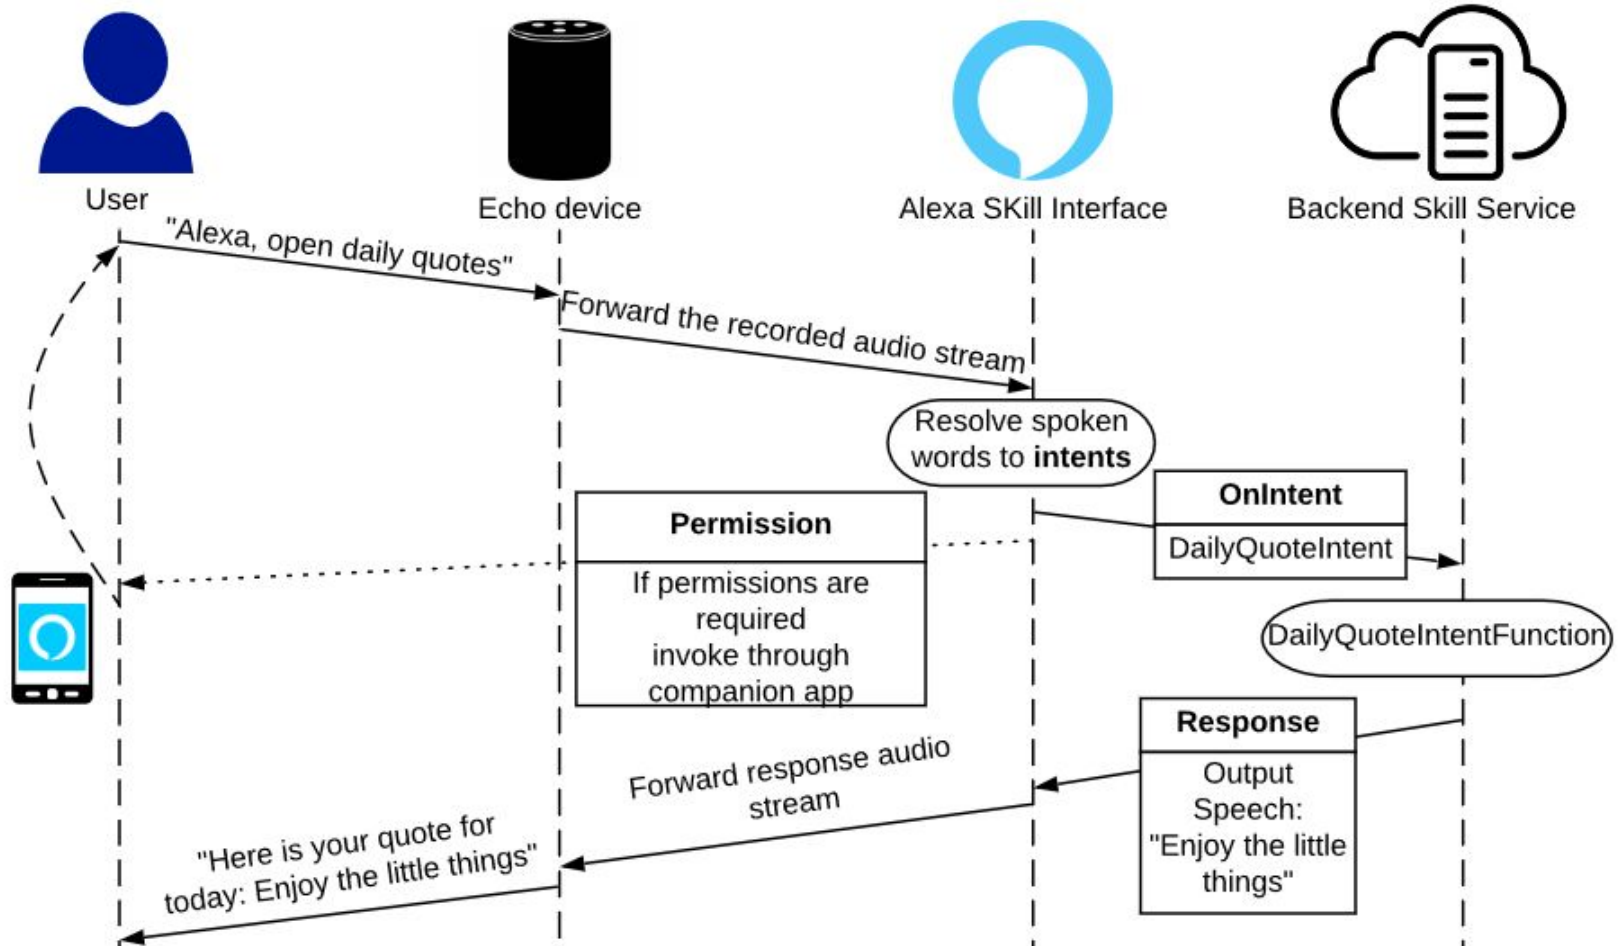 User
Echo device
Alexa SKill Interface
Backend Skill Service
"Alexa, open daily quotes"
Forward the recorded audio stream
Resolve spoken
words to intents
OnIntent
DailyQuoteIntent
Permission
If permissions are
required
invoke through
companion app
DailyQuoteIntentFunction
Response
Output
Speech:
"Enjoy the little
things"
Forward response audio
stream
"Here is your quote for
today: Enjoy the little things"